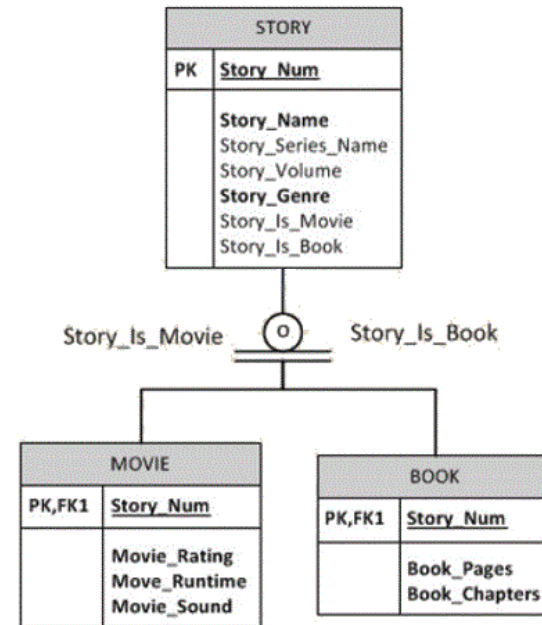 STORY
PK Story_Num
Story_Name
Story_Series_Name
Story_Volume
Story_Genre
Story_Is_Movie
Story_Is_Book
Story_Is_Movie O Story_Is_Book
MOVIE
PK,FK1 Story_Num
Movie_Rating
Move_Runtime
Movie_Sound
BOOK
PK,FK1 Story_Num
Book_Pages
Book_Chapters